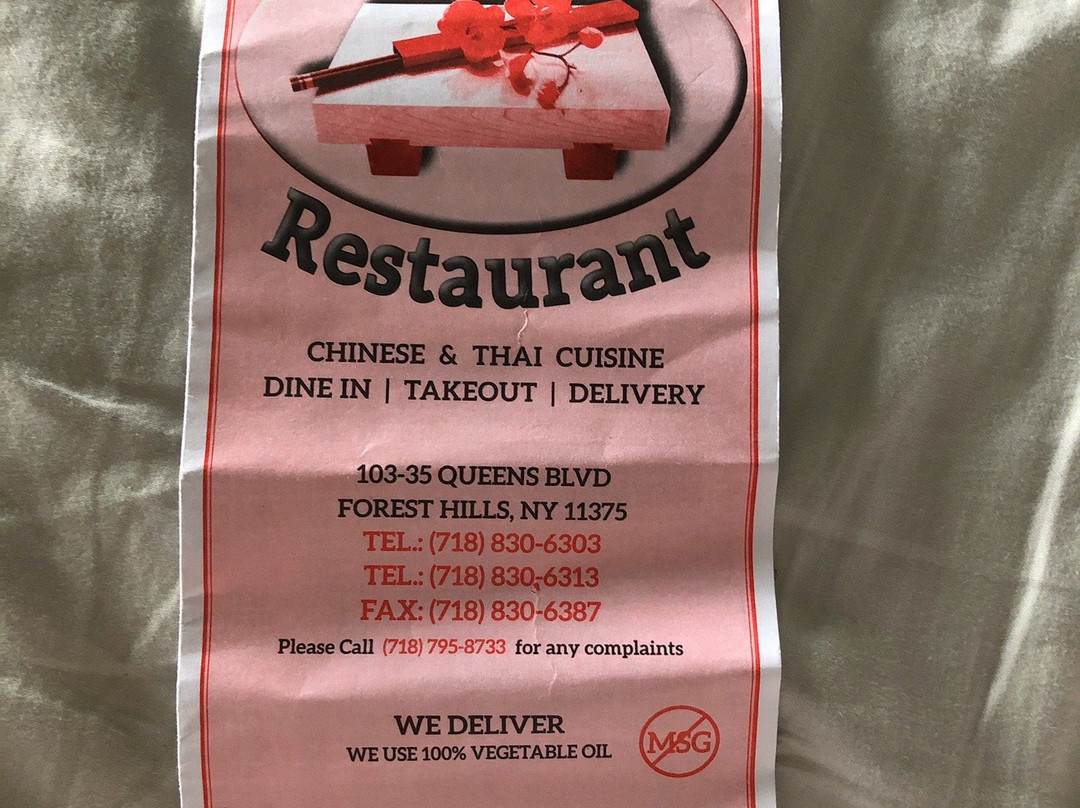 Restaurant
CHINESE & THAI CUISINE
DINE IN | TAKEOUT | DELIVERY
103-35 QUEENS BLVD
FOREST HILLS, NY 11375
TEL.: (718) 830-6303
TEL.: (718) 830-6313
FAX: (718) 830-6387
Please Call (718) 795-8733 for any complaints
WE DELIVER
WE USE 100% VEGETABLE OIL
MSG